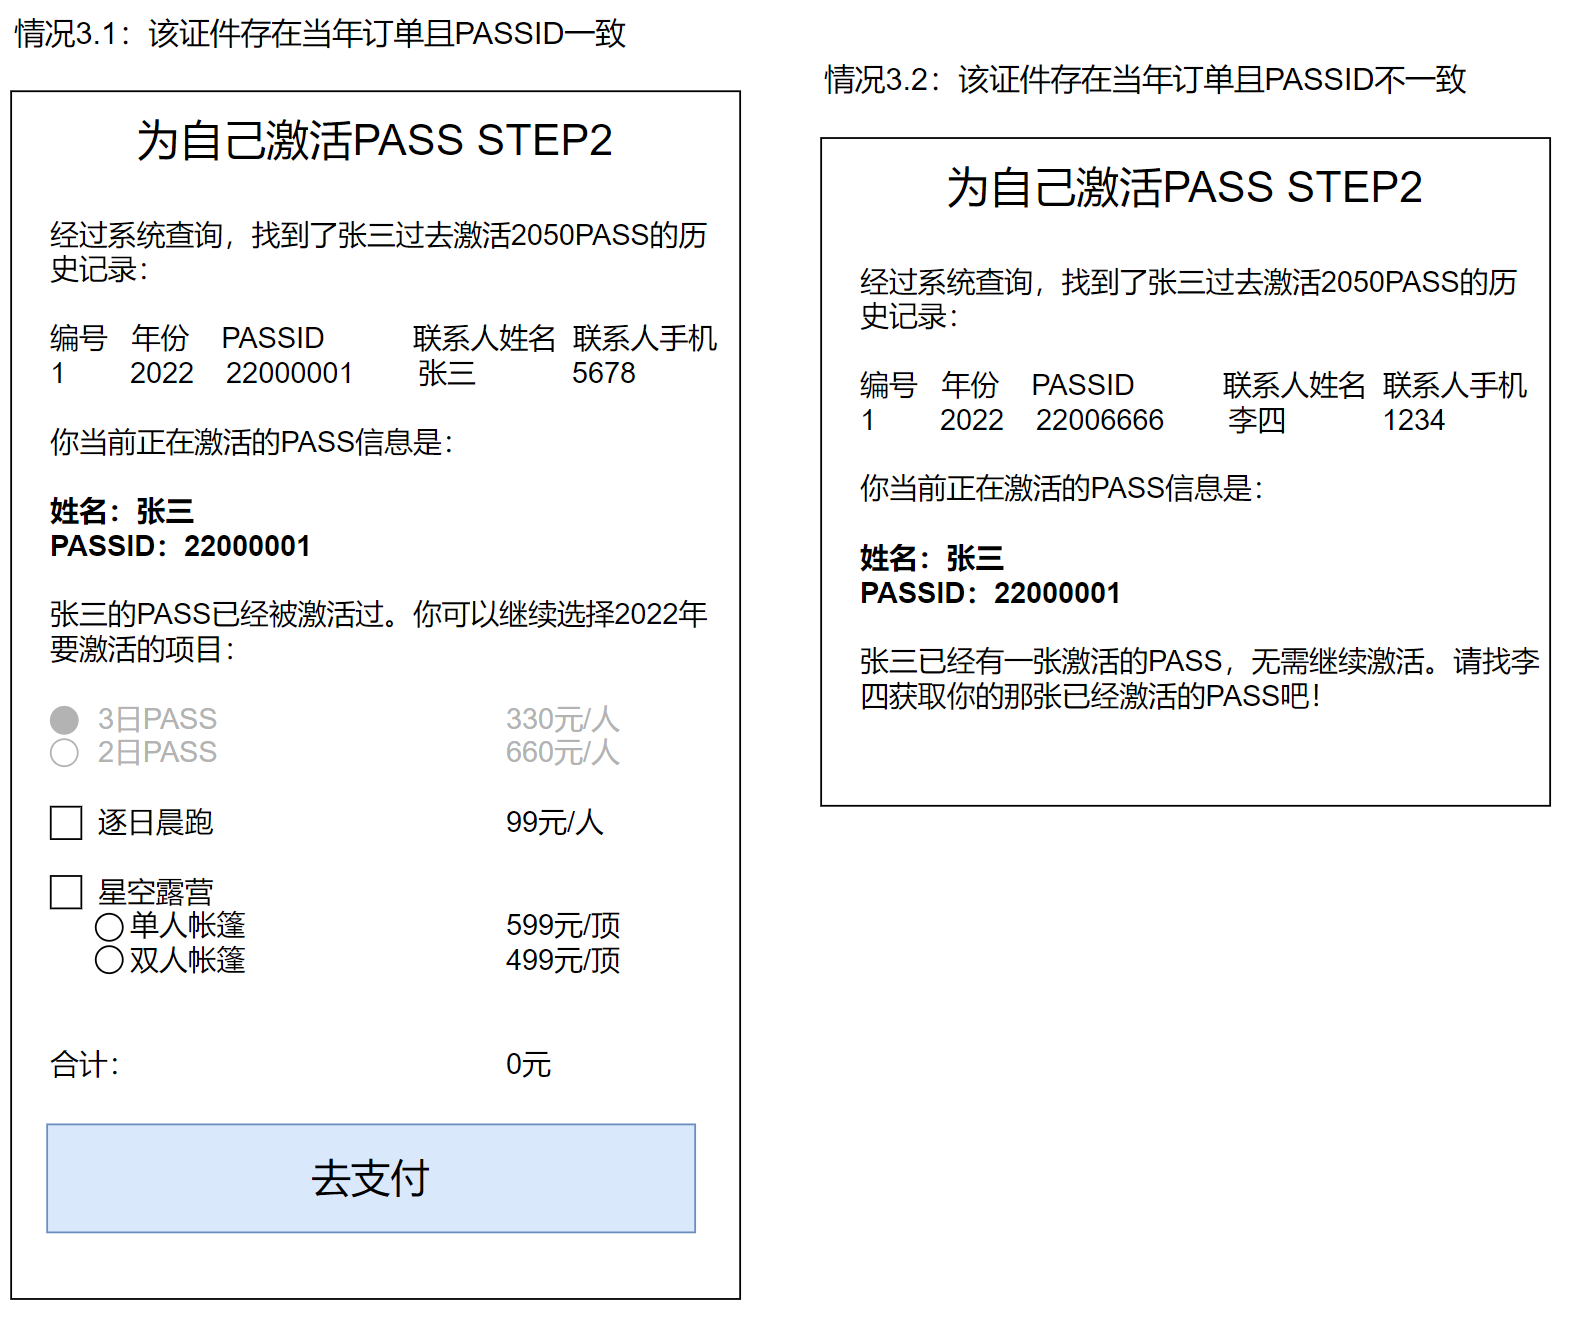 情况3.1：该证件存在当年订单且PASSID一致
为自己激活PASS STEP2
经过系统查询，找到了张三过去激活2050PASS的历
史记录：
编号 年份 PASSID 联系人姓名 联系人手机
1 2022 22000001 张三 5678
你当前正在激活的PASS信息是：
姓名：张三
PASSID：22000001
张三的PASS已经被激活过。你可以继续选择2022年
要激活的项目：
3日PASS 330元/人
2日PASS 660元/人
逐日晨跑 99元/人
星空露营
单人帐篷 599元/顶
双人帐篷 499元/顶
合计： 0元
去支付
情况3.2：该证件存在当年订单且PASSID不一致
为自己激活PASS STEP2
经过系统查询，找到了张三过去激活2050PASS的历
史记录：
编号 年份 PASSID 联系人姓名 联系人手机
1 2022 22006666 李四 1234
你当前正在激活的PASS信息是：
姓名：张三
PASSID：22000001
张三已经有一张激活的PASS，无需继续激活。请找李
四获取你的那张已经激活的PASS吧！